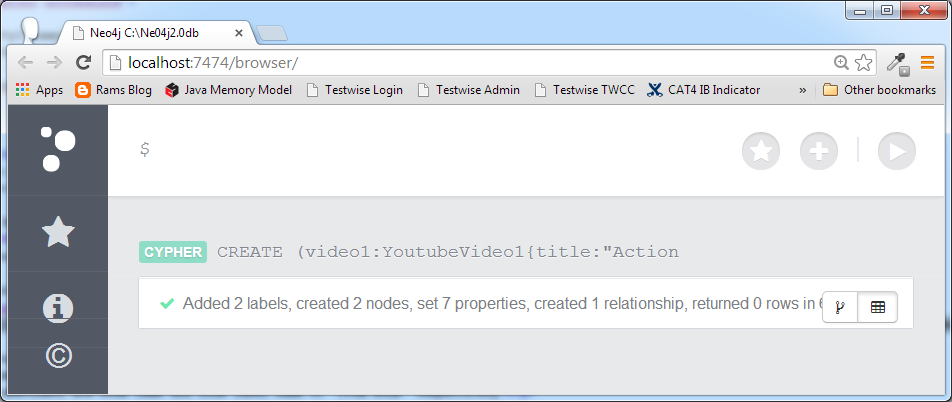 Neo4j C:\Ne04j2.0db
localhost:7474/browser/
Apps Rams Blog Java Memory Model Testwise Login Testwise Admin Testwise TWCC CAT4 IB Indicator » Other bookmarks
$
CYPHER CREATE (video1:YoutubeVideo1{title:"Action
Added 2 labels, created 2 nodes, set 7 properties, created 1 relationship, returned 0 rows in